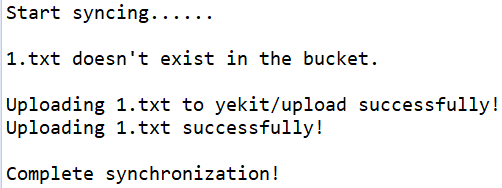 Start syncing......
1.txt doesn't exist in the bucket.
Uploading 1.txt to yekit/upload successfully!
Uploading 1.txt successfully!
Complete synchronization!